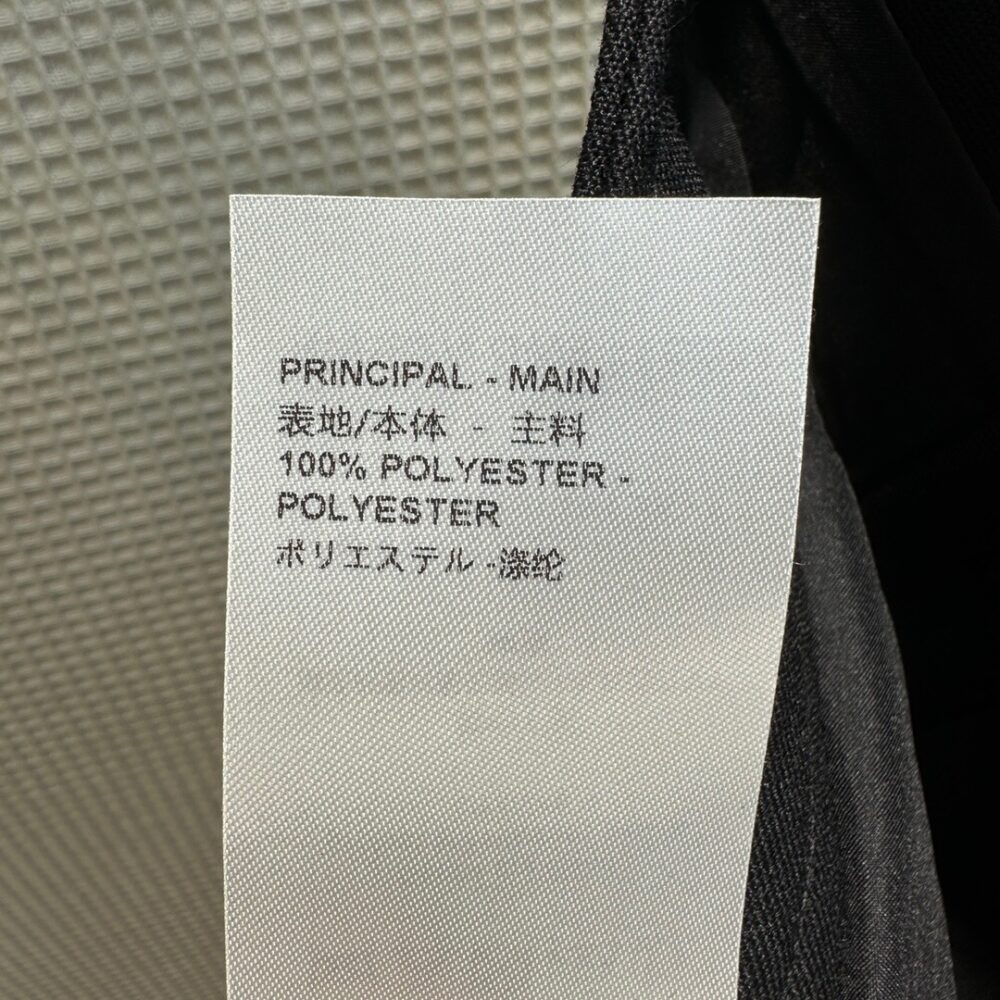 PRINCIPAL - MAIN
表地/本体 - 主料
100% POLYESTER -
POLYESTER
ポリエステル -涤纶